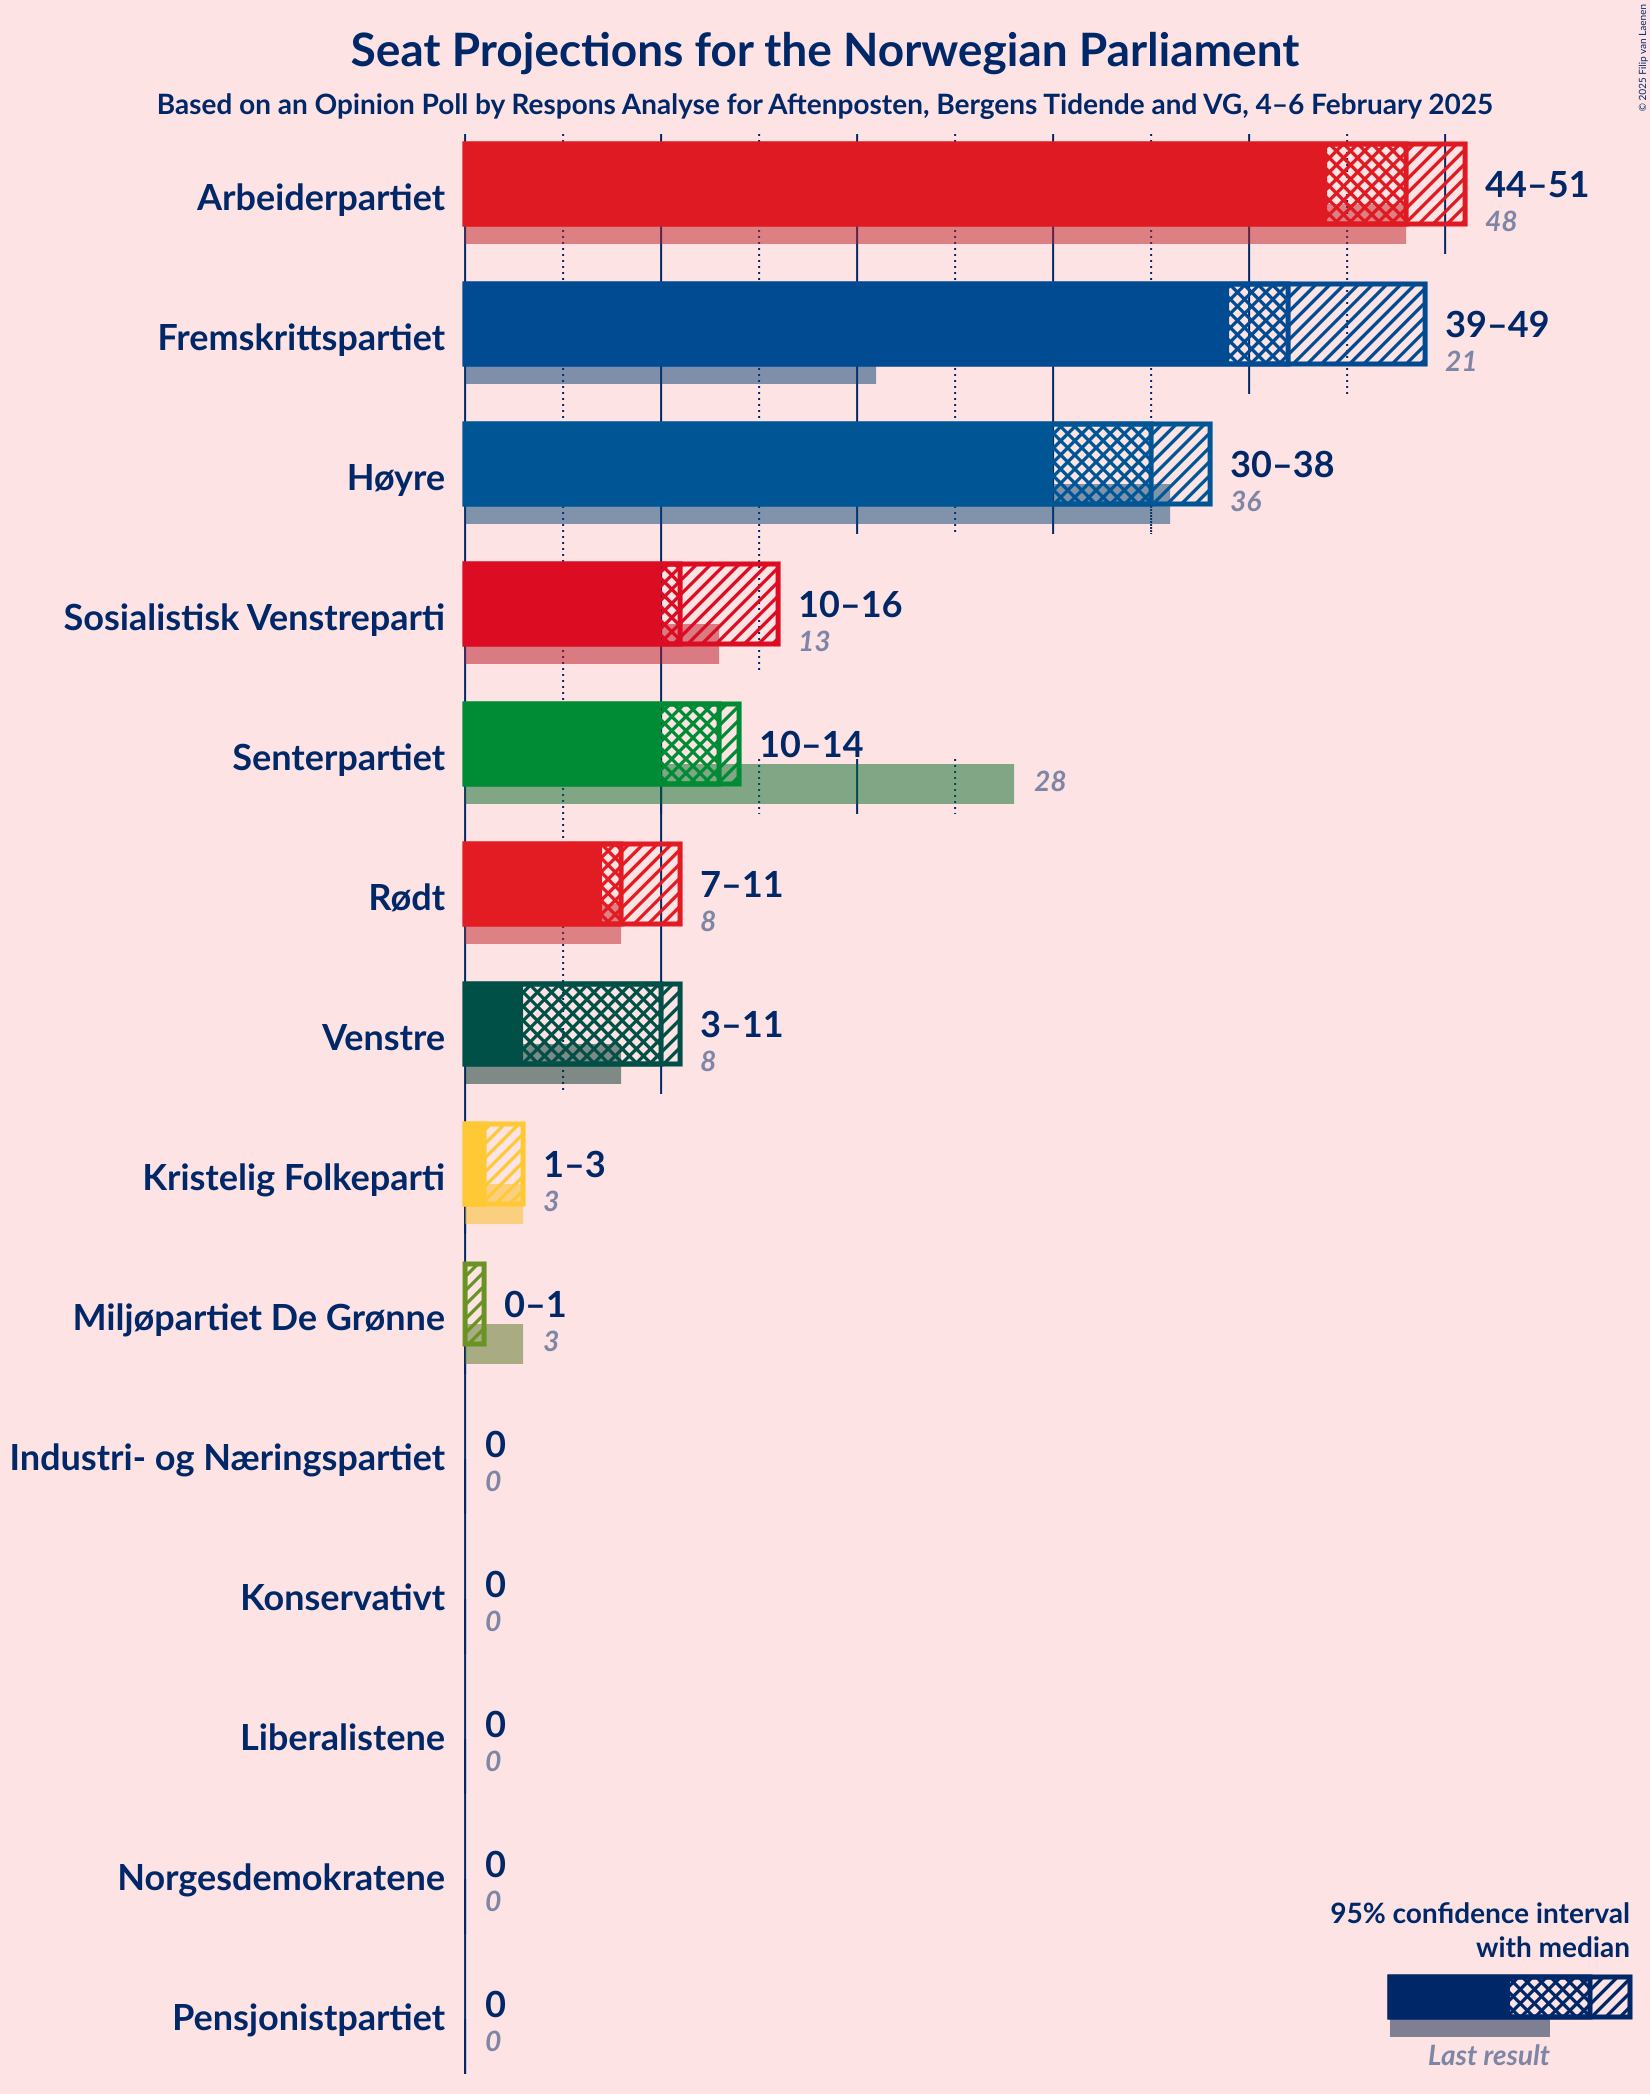 Seat Projections for the Norwegian Parliament
Based on an Opinion Poll by Respons Analyse for Aftenposten, Bergens Tidende and VG, 4–6 February 2025
© 2025 Filip van Laenen
Arbeiderpartiet
44–51
48
Fremskrittspartiet
39–49
21
Høyre
30–38
36
Sosialistisk Venstreparti
10–16
13
Senterpartiet
10–14
28
Rødt
7–11
8
Venstre
3–11
8
Kristelig Folkeparti
1–3
3
Miljøpartiet De Grønne
0–1
3
Industri- og Næringspartiet
0
0
Konservativt
0
0
Liberalistene
0
0
Norgesdemokratene
0
0
Pensjonistpartiet
0
0
95% confidence interval
with median
Last result